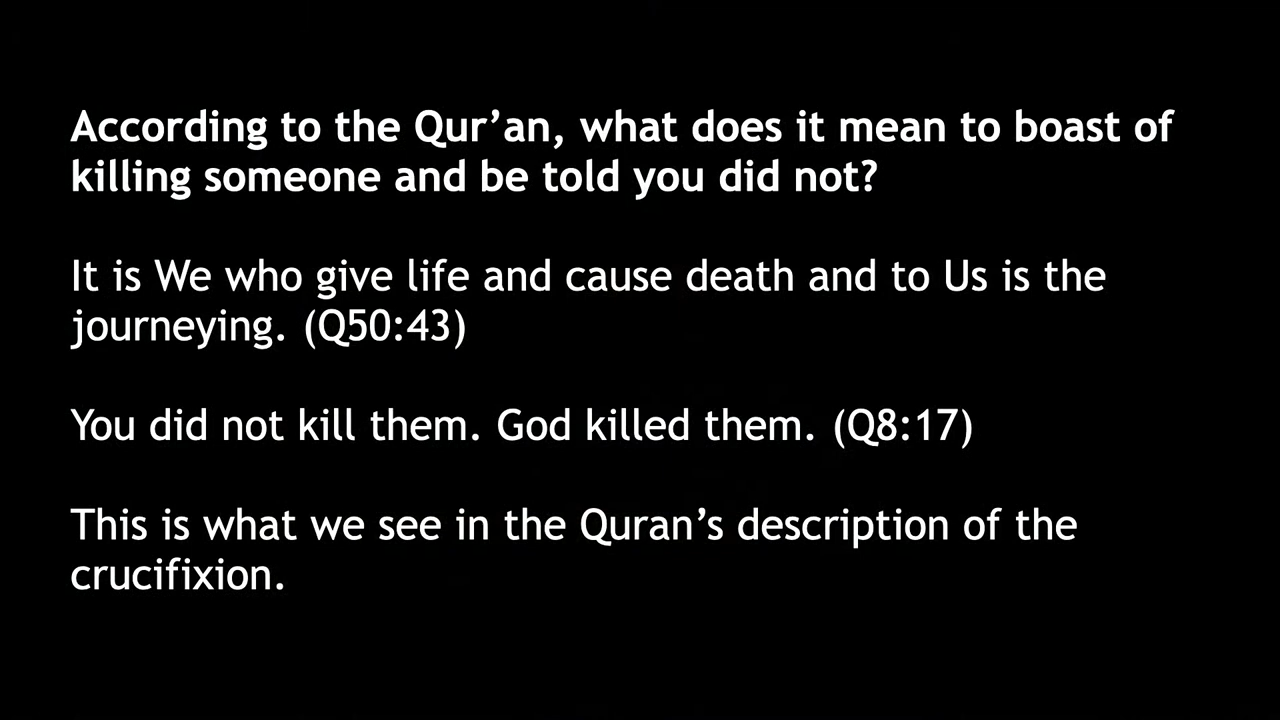 According to the Qur’an, what does it mean to boast of
killing someone and be told you did not?
It is We who give life and cause death and to Us is the
journeying. (Q50:43)
You did not kill them. God killed them. (Q8:17)
This is what we see in the Quran’s description of the
crucifixion.